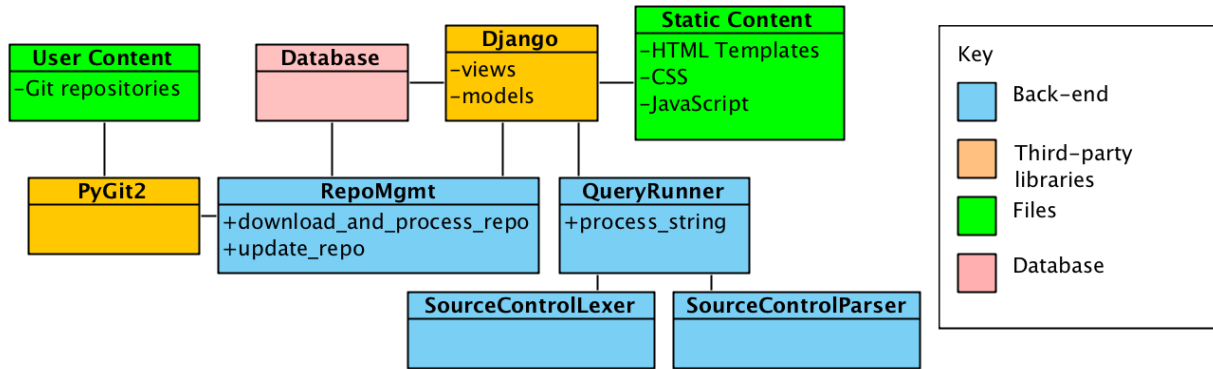 User Content
-Git repositories
Database
Django
-views
-models
Static Content
-HTML Templates
-CSS
-JavaScript
PyGit2
RepoMgmt
+download_and_process_repo
+update_repo
QueryRunner
+process_string
SourceControlLexer
SourceControlParser
Key
Back-end
Third-party
libraries
Files
Database